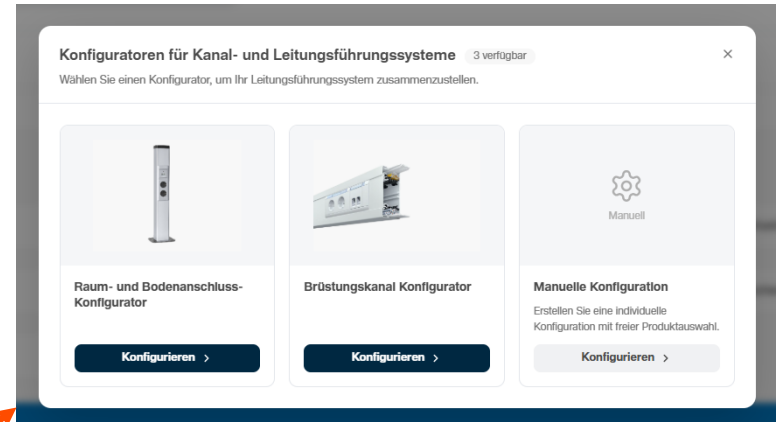 Konfiguratoren für Kanal- und Leitungsführungssysteme 3 verfügbar
Wählen Sie einen Konfigurator, um Ihr Leitungsführungssystem zusammenzustellen.
Manuell
Raum- und Bodenanschluss-
Konfigurator
Konfigurieren
Brüstungskanal Konfigurator
Konfigurieren
Manuelle Konfiguration
Erstellen Sie eine individuelle
Konfiguration mit freier Produktauswahl.
Konfigurieren